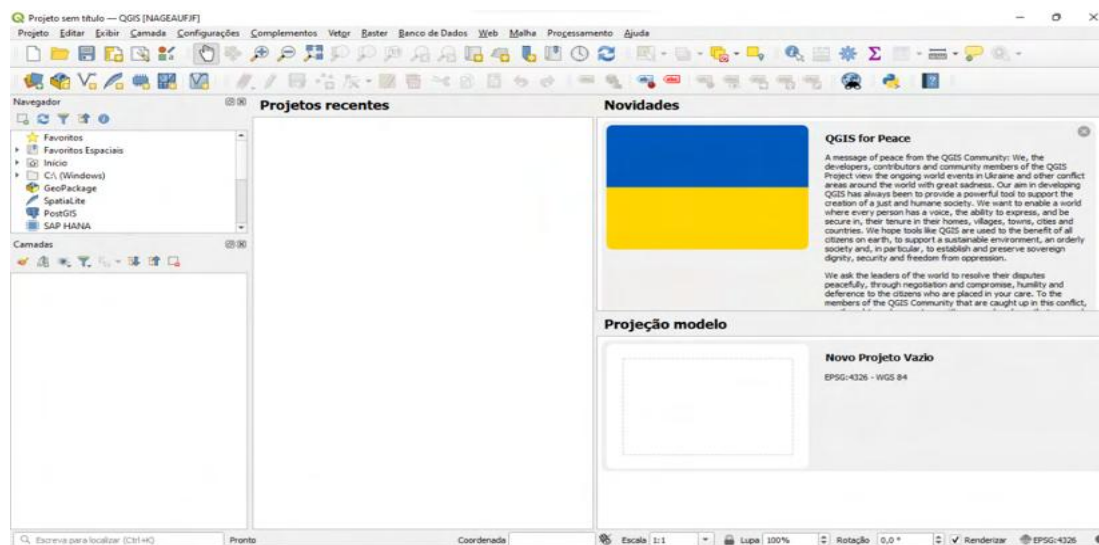 Projeto sem título — QGIS [NAGEAUFJF]
Projeto Editar Exibir Camada Configurações Complementos Vetor Raster Banco de Dados Web Malha Processamento Ajuda
Navegador
Favoritos
Favoritos Espaciais
Início
C:\ (Windows)
GeoPackage
SpatiaLite
PostGIS
SAP HANA
Camadas
Projetos recentes
Novidades
QGIS for Peace
A message of peace from the QGIS Community: We, the
developers, contributors and community members of the QGIS
Project view the ongoing world events in Ukraine and other conflict
areas around the world with great sadness. Our aim in developing
QGIS has always been to provide a powerful tool to support the
creation of a just and humane society. We want to enable a world
where every person has a voice, the ability to express, and be
secure in, their tenure in their homes, villages, towns, cities and
countries. We hope tools like QGIS are used to the benefit of all
citizens on earth, to support a sustainable environment, an orderly
society and, in particular, to establish and preserve sovereign
dignity, security and freedom from oppression.
We ask the leaders of the world to resolve their disputes
peacefully, through negotiation and compromise, humility and
deference to the citizens who are placed in your care. To the
members of the QGIS Community that are caught up in this conflict,
Projeção modelo
Novo Projeto Vazio
EPSG:4326 - WGS 84
Escreva para localizar (Ctrl+K) Pronto Coordenada Escala 1:1 Lupa 100% Rotação 0,0 ° Renderizar EPSG:4326